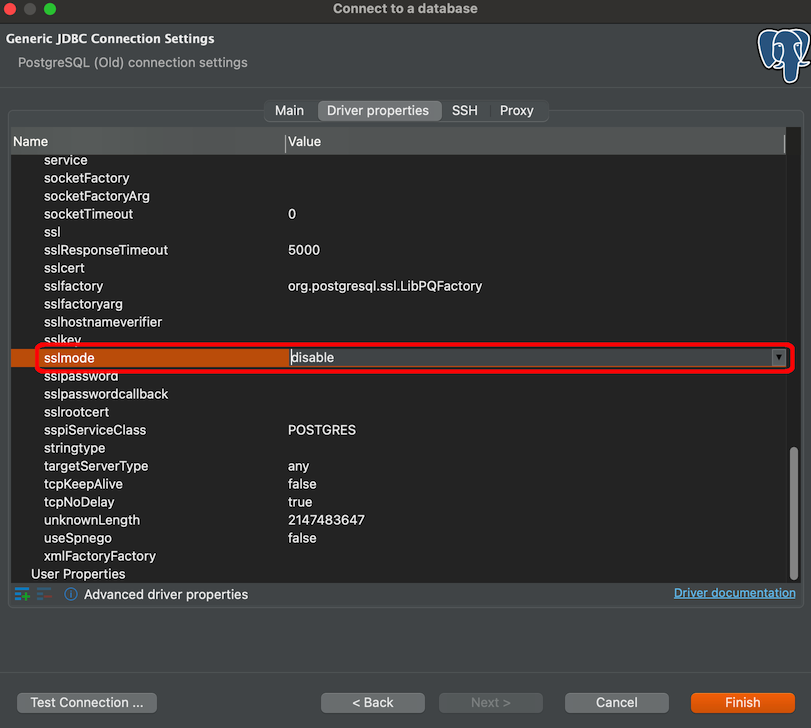 Connect to a database
Generic JDBC Connection Settings
PostgreSQL (Old) connection settings
Main Driver properties SSH Proxy
Name Value
service
socketFactory
socketFactoryArg
socketTimeout 0
ssl
sslResponseTimeout 5000
sslcert
sslfactory org.postgresql.ssl.LibPQFactory
sslfactoryarg
sslhostnameverifier
sslkey
sslmode disable
sslpassword
sslpasswordcallback
sslrootcert
sspiServiceClass POSTGRES
stringtype
targetServerType any
tcpKeepAlive false
tcpNoDelay true
unknownLength 2147483647
useSpnego false
xmlFactoryFactory
User Properties
Advanced driver properties Driver documentation
Test Connection ... < Back Next > Cancel Finish